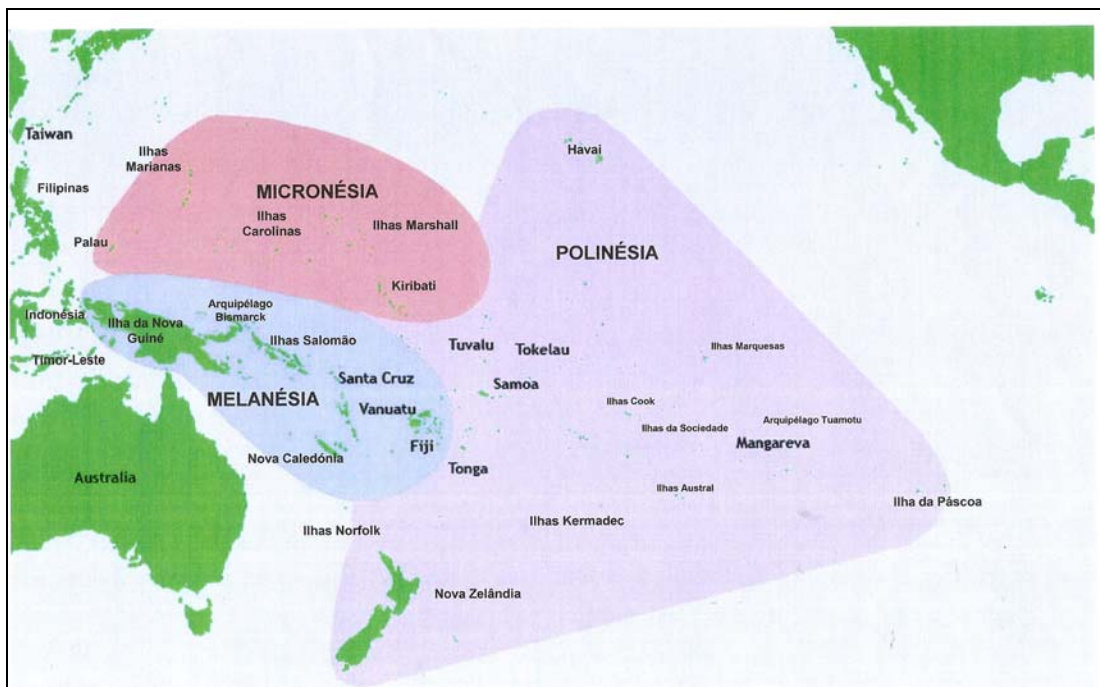 Taiwan
Ilhas
Marianas
Filipinas
Palau
MICRONÉSIA
Ilhas
Carolinas
Ilhas Marshall
Kiribati
Havai
POLINÉSIA
Indonésia
Ilha da Nova
Guiné
Arquipélago
Bismarck
Ilhas Salomão
Timor-Leste
MELANÉSIA
Santa Cruz
Vanuatu
Fiji
Nova Caledónia
Australia
Tuvalu
Tokelau
Samoa
Tonga
Ilhas Marquesas
Ilhas Cook
Ilhas da Sociedade
Arquipélago Tuamotu
Mangareva
Ilhas Austral
Ilha da Páscoa
Ilhas Norfolk
Ilhas Kermadec
Nova Zelândia